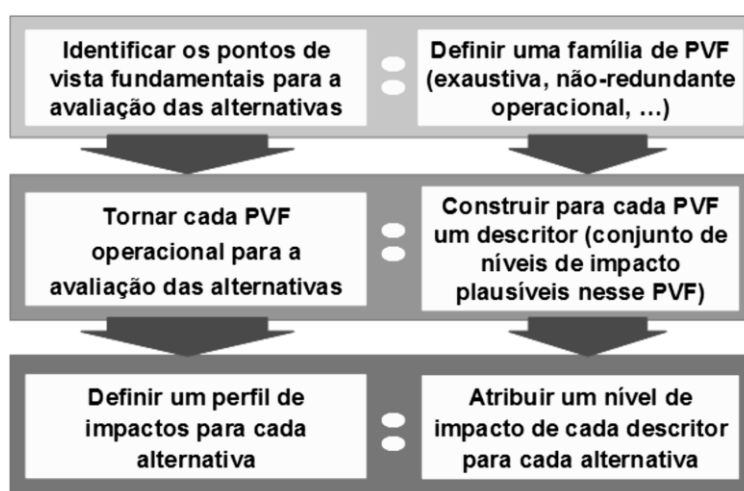 Identificar os pontos de
vista fundamentais para a
avaliação das alternativas
Definir uma família de PVF
(exaustiva, não-redundante
operacional, ...)
Tornar cada PVF
operacional para a
avaliação das alternativas
Construir para cada PVF
um descritor (conjunto de
níveis de impacto
plausíveis nesse PVF)
Definir um perfil de
impactos para cada
alternativa
Atribuir um nível de
impacto de cada descritor
para cada alternativa